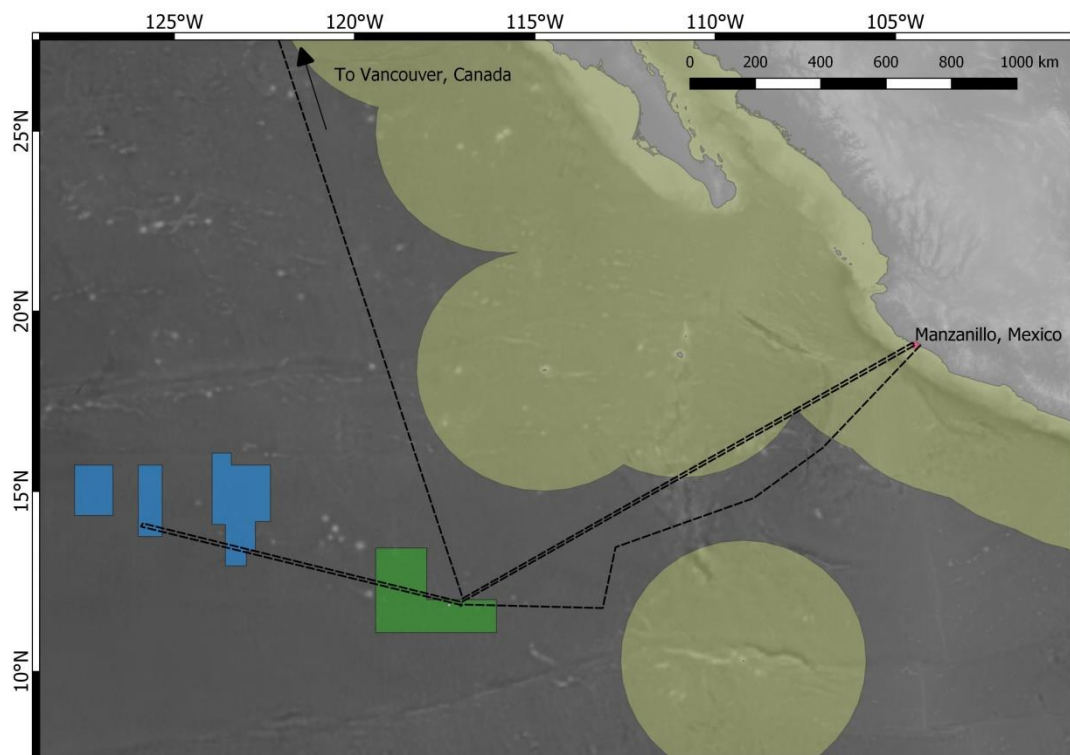 125°W 120°W 115°W 110°W 105°W
0 200 400 600 800 1000 km
To Vancouver, Canada
25°N
20°N
Manzanillo, Mexico
15°N
10°N